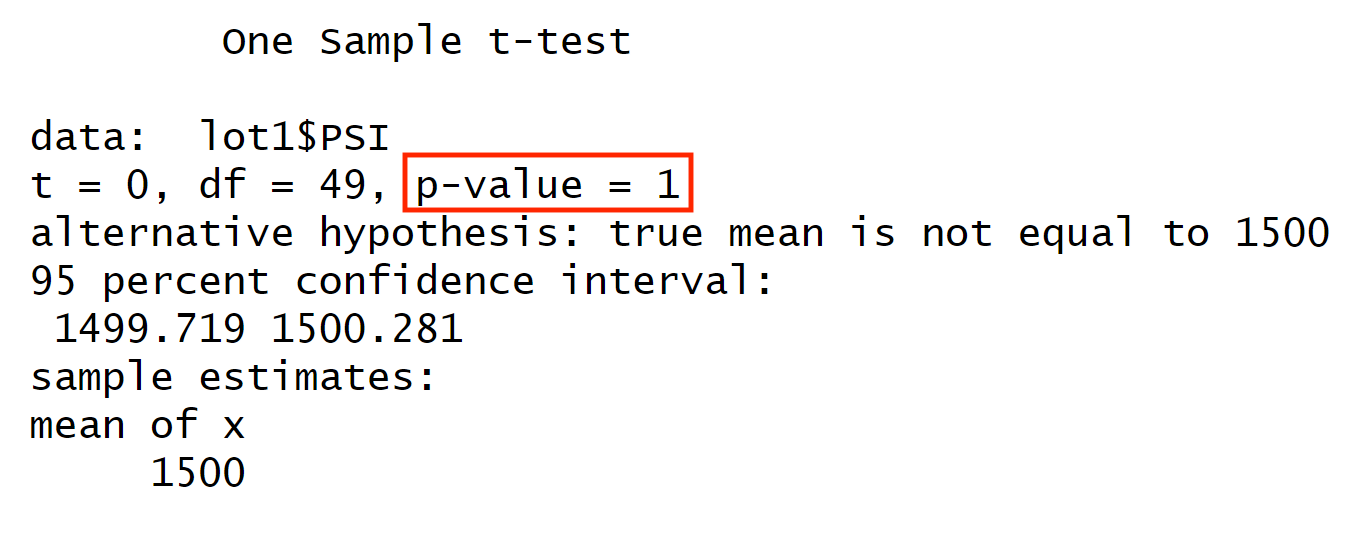 One Sample t-test
data: lot1$PSI
t = 0, df = 49, p-value = 1
alternative hypothesis: true mean is not equal to 1500
95 percent confidence interval:
1499.719 1500.281
sample estimates:
mean of x
1500